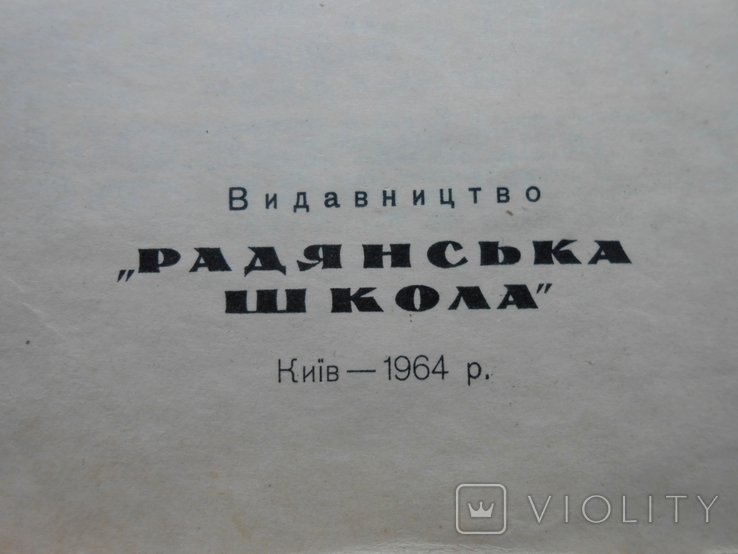 Видавництво
„РАДЯНСЬКА
ШКОЛА"
Київ — 1964 р.
VIOLITY